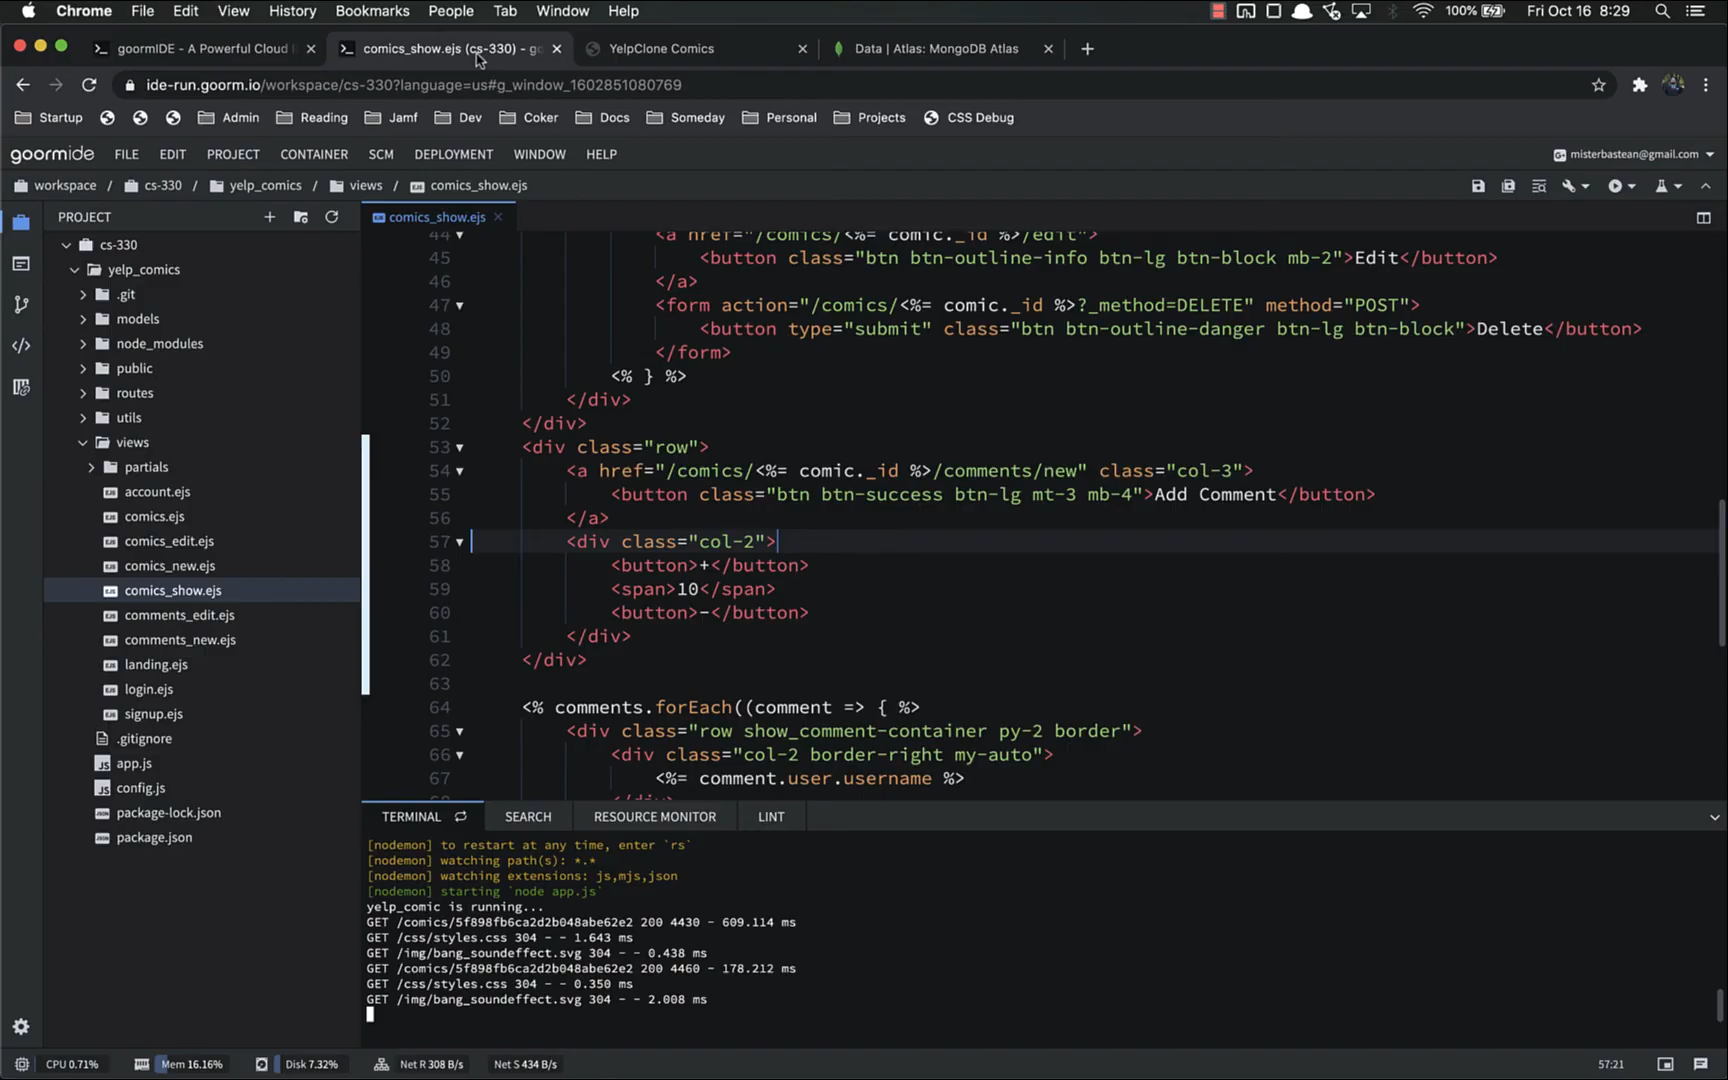 Chrome File Edit View History Bookmarks People Tab Window Help 100% Fri Oct 16 8:29
goormIDE - A Powerful Cloud comics_show.ejs (cs-330) - go YelpClone Comics Data | Atlas: MongoDB Atlas
ide-run.goorm.io/workspace/cs-330?language=us#g_window_1602851080769
Startup Admin Reading Jamf Dev Coker Docs Someday Personal Projects CSS Debug
goormide FILE EDIT PROJECT CONTAINER SCM DEPLOYMENT WINDOW HELP misterbastean@gmail.com
workspace / cs-330 / yelp_comics / views / comics_show.ejs
PROJECT
cs-330
yelp_comics
.git
models
node_modules
public
routes
utils
views
partials
account.ejs
comics.ejs
comics_edit.ejs
comics_new.ejs
comics_show.ejs
comments_edit.ejs
comments_new.ejs
landing.ejs
login.ejs
signup.ejs
.gitignore
app.js
config.js
package-lock.json
package.json
comics_show.ejs
44 <a href="/comics/<%= comic._id %>/edit">
45 <button class="btn btn-outline-info btn-lg btn-block mb-2">Edit</button>
46 </a>
47 <form action="/comics/<%= comic._id %>?_method=DELETE" method="POST">
48 <button type="submit" class="btn btn-outline-danger btn-lg btn-block">Delete</button>
49 </form>
50 <% } %>
51 </div>
52 </div>
53 <div class="row">
54 <a href="/comics/<%= comic._id %>/comments/new" class="col-3">
55 <button class="btn btn-success btn-lg mt-3 mb-4">Add Comment</button>
56 </a>
57 <div class="col-2">
58 <button>+</button>
59 <span>10</span>
60 <button>-</button>
61 </div>
62 </div>
63
64 <% comments.forEach((comment => { %>
65 <div class="row show_comment-container py-2 border">
66 <div class="col-2 border-right my-auto">
67 <%= comment.user.username %>
TERMINAL SEARCH RESOURCE MONITOR LINT
[nodemon] to restart at any time, enter `rs`
[nodemon] watching path(s): *.*
[nodemon] watching extensions: js,mjs,json
[nodemon] starting `node app.js`
yelp_comic is running...
GET /comics/5f898fb6ca2d2b048abe62e2 200 4430 - 609.114 ms
GET /css/styles.css 304 - - 1.643 ms
GET /img/bang_soundeffect.svg 304 - - 0.438 ms
GET /comics/5f898fb6ca2d2b048abe62e2 200 4460 - 178.212 ms
GET /css/styles.css 304 - - 0.350 ms
GET /img/bang_soundeffect.svg 304 - - 2.008 ms
CPU 0.71% Mem 16.16% Disk 7.32% Net R 308 B/s Net S 434 B/s 57:21